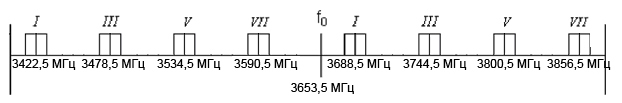 I III V VII f₀ I III V VII
3422,5 МГц 3478,5 МГц 3534,5 МГц 3590,5 МГц 3688,5 МГц 3744,5 МГц 3800,5 МГц 3856,5 МГц
3653,5 МГц